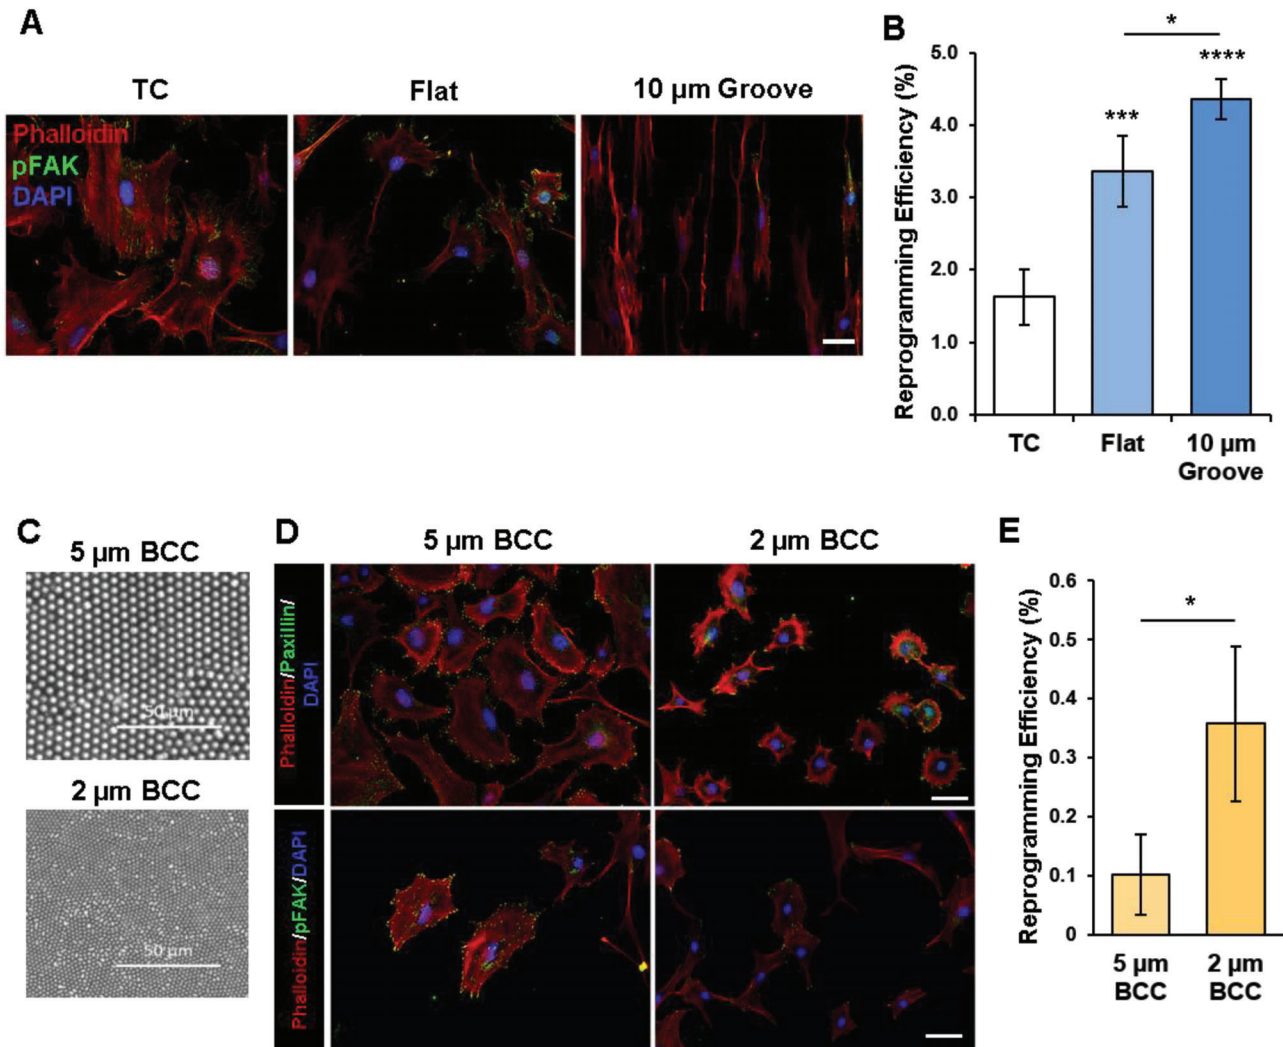 A
TC
Flat
10 µm Groove
Phalloidin
pFAK
DAPI
B
*
Reprogramming Efficiency (%)
5.0
4.0
3.0
2.0
1.0
0.0
***
****
TC
Flat
10 µm
Groove
C
5 µm BCC
50 µm
2 µm BCC
50 µm
D
5 µm BCC
2 µm BCC
Phalloidin/Paxillin/
DAPI
Phalloidin/pFAK/DAPI
E
Reprogramming Efficiency (%)
0.6
0.5
0.4
0.3
0.2
0.1
0
*
5 µm
BCC
2 µm
BCC